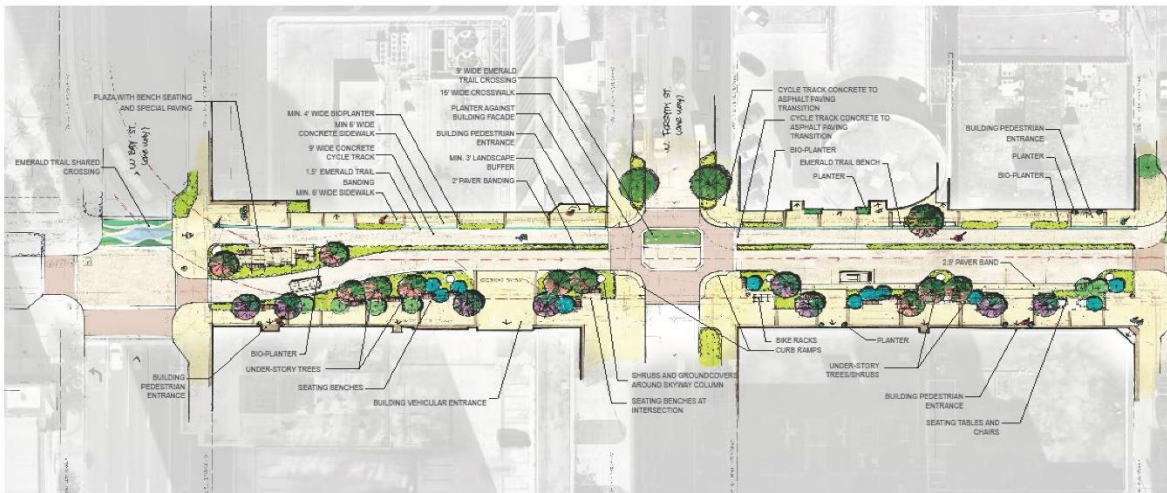 9' WIDE EMERALD
TRAIL CROSSING
16' WIDE CROSSWALK
PLANTER AGAINST
BUILDING FACADE
BUILDING PEDESTRIAN
ENTRANCE
MIN. 3' LANDSCAPE
BUFFER
2' PAVER BANDING
PLAZA WITH BENCH SEATING
AND SPECIAL PAVING
MIN. 4' WIDE BIOPLANTER
MIN 6' WIDE
CONCRETE SIDEWALK
9' WIDE CONCRETE
CYCLE TRACK
1.5' EMERALD TRAIL
BANDING
MIN. 6' WIDE SIDEWALK
W. BAY ST.
(ONE WAY)
EMERALD TRAIL SHARED
CROSSING
W. FORSYTH ST.
(ONE WAY)
CYCLE TRACK CONCRETE TO
ASPHALT PAVING
TRANSITION
CYCLE TRACK CONCRETE TO
ASPHALT PAVING
TRANSITION
BIO-PLANTER
EMERALD TRAIL BENCH
PLANTER
BUILDING PEDESTRIAN
ENTRANCE
PLANTER
BIO-PLANTER
2.5' PAVER BAND
BUILDING
PEDESTRIAN
ENTRANCE
BIO-PLANTER
UNDER-STORY TREES
SEATING BENCHES
BUILDING VEHICULAR ENTRANCE
SHRUBS AND GROUNDCOVERS
AROUND SKYWAY COLUMN
SEATING BENCHES AT
INTERSECTION
BIKE RACKS
CURB RAMPS
PLANTER
UNDER-STORY
TREES/SHRUBS
BUILDING PEDESTRIAN
ENTRANCE
SEATING TABLES AND
CHAIRS